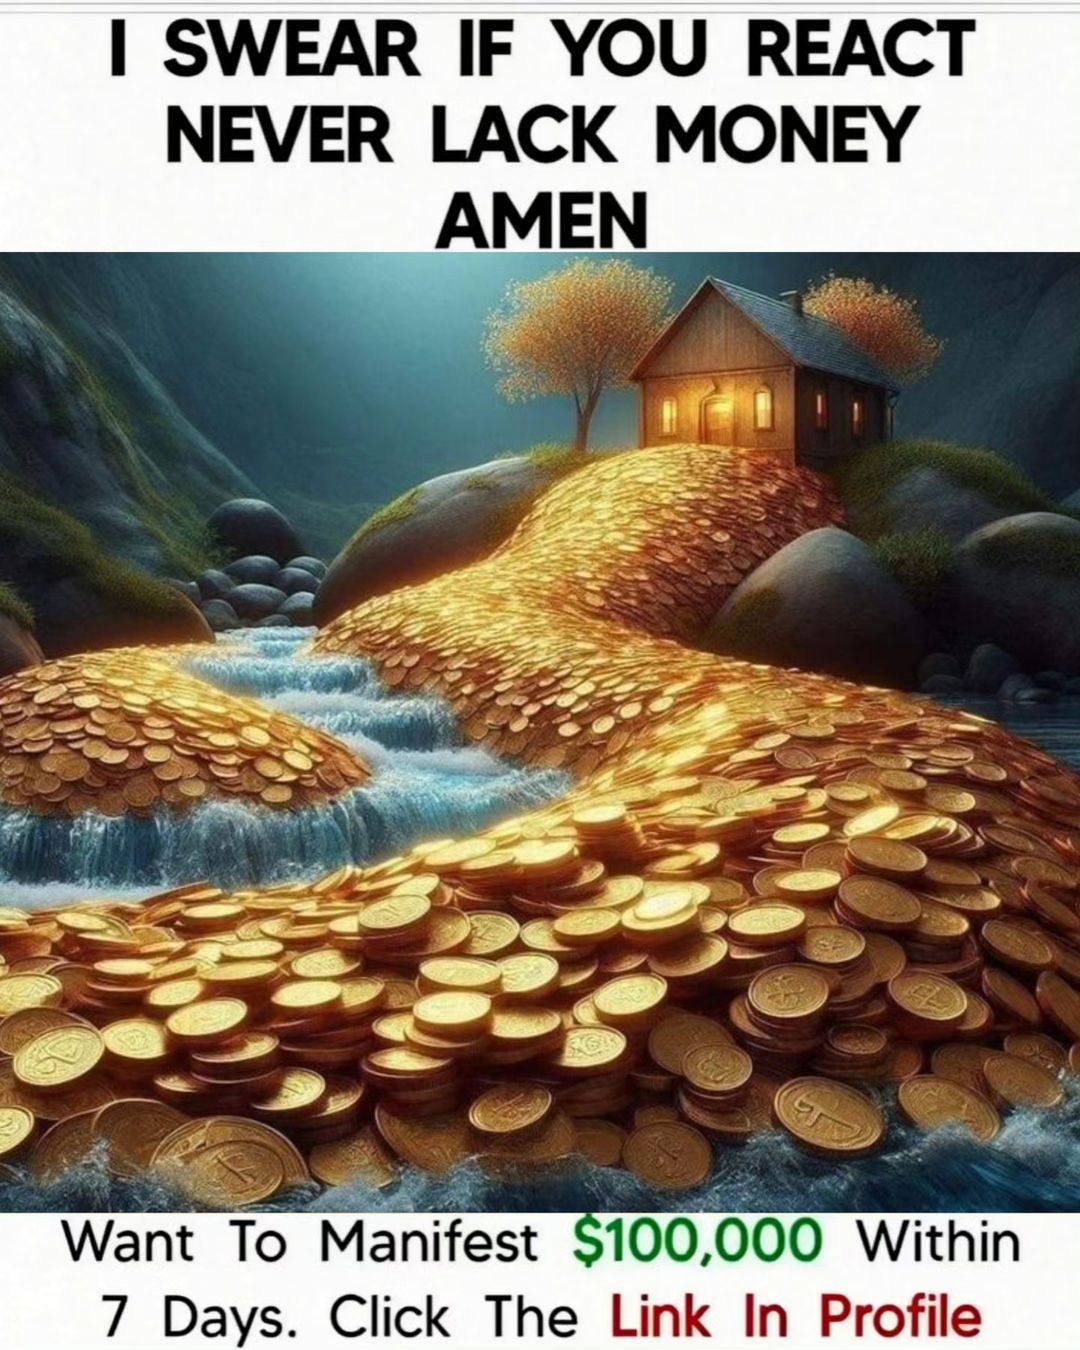 I SWEAR IF YOU REACT
NEVER LACK MONEY
AMEN
Want To Manifest $100,000 Within
7 Days. Click The Link In Profile